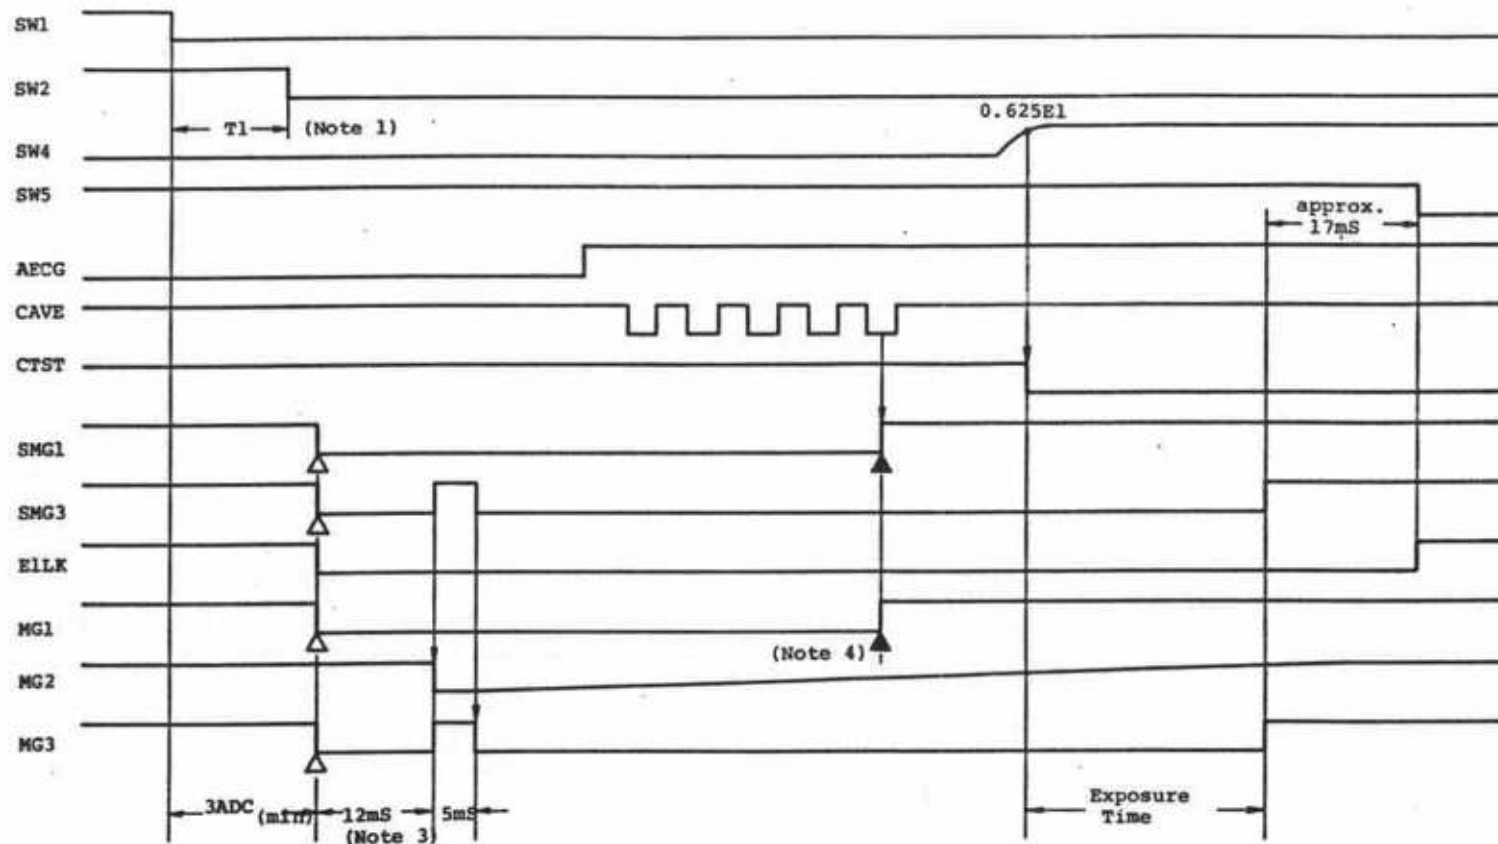 SW1
SW2
T1 (Note 1)
0.625E1
SW4
SW5
approx.
17mS
AECG
CAVE
CTST
SMG1
SMG3
E1LK
MG1
(Note 4)
MG2
MG3
3ADC (min) 12mS 5mS
(Note 3)
Exposure
Time